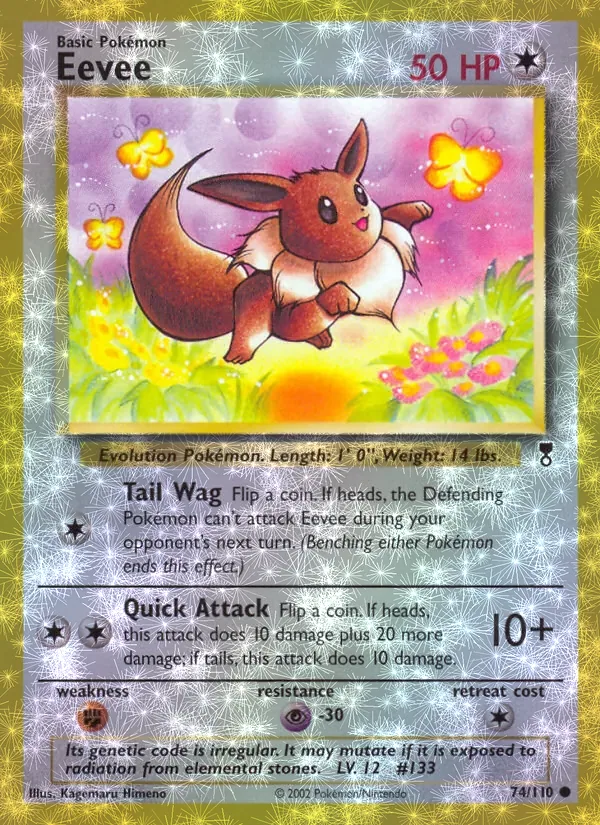 Basic Pokémon
Eevee 50 HP
Evolution Pokémon. Length: 1' 0", Weight: 14 lbs.
Tail Wag Flip a coin. If heads, the Defending
Pokémon can't attack Eevee during your
opponent's next turn. (Benching either Pokémon
ends this effect.)
Quick Attack Flip a coin. If heads,
this attack does 10 damage plus 20 more
damage; if tails, this attack does 10 damage.
10+
weakness resistance retreat cost
-30
Its genetic code is irregular. It may mutate if it is exposed to
radiation from elemental stones. LV. 12 #133
Illus. Kagemaru Himeno © 2002 Pokémon/Nintendo 74/110